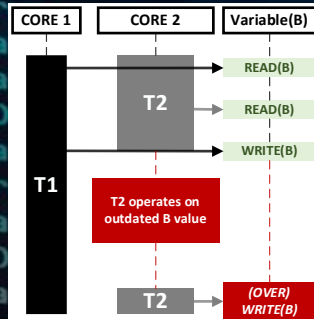 CORE 1 CORE 2 Variable(B)
READ(B)
T2
READ(B)
WRITE(B)
T1
T2 operates on
outdated B value
T2
(OVER)
WRITE(B)